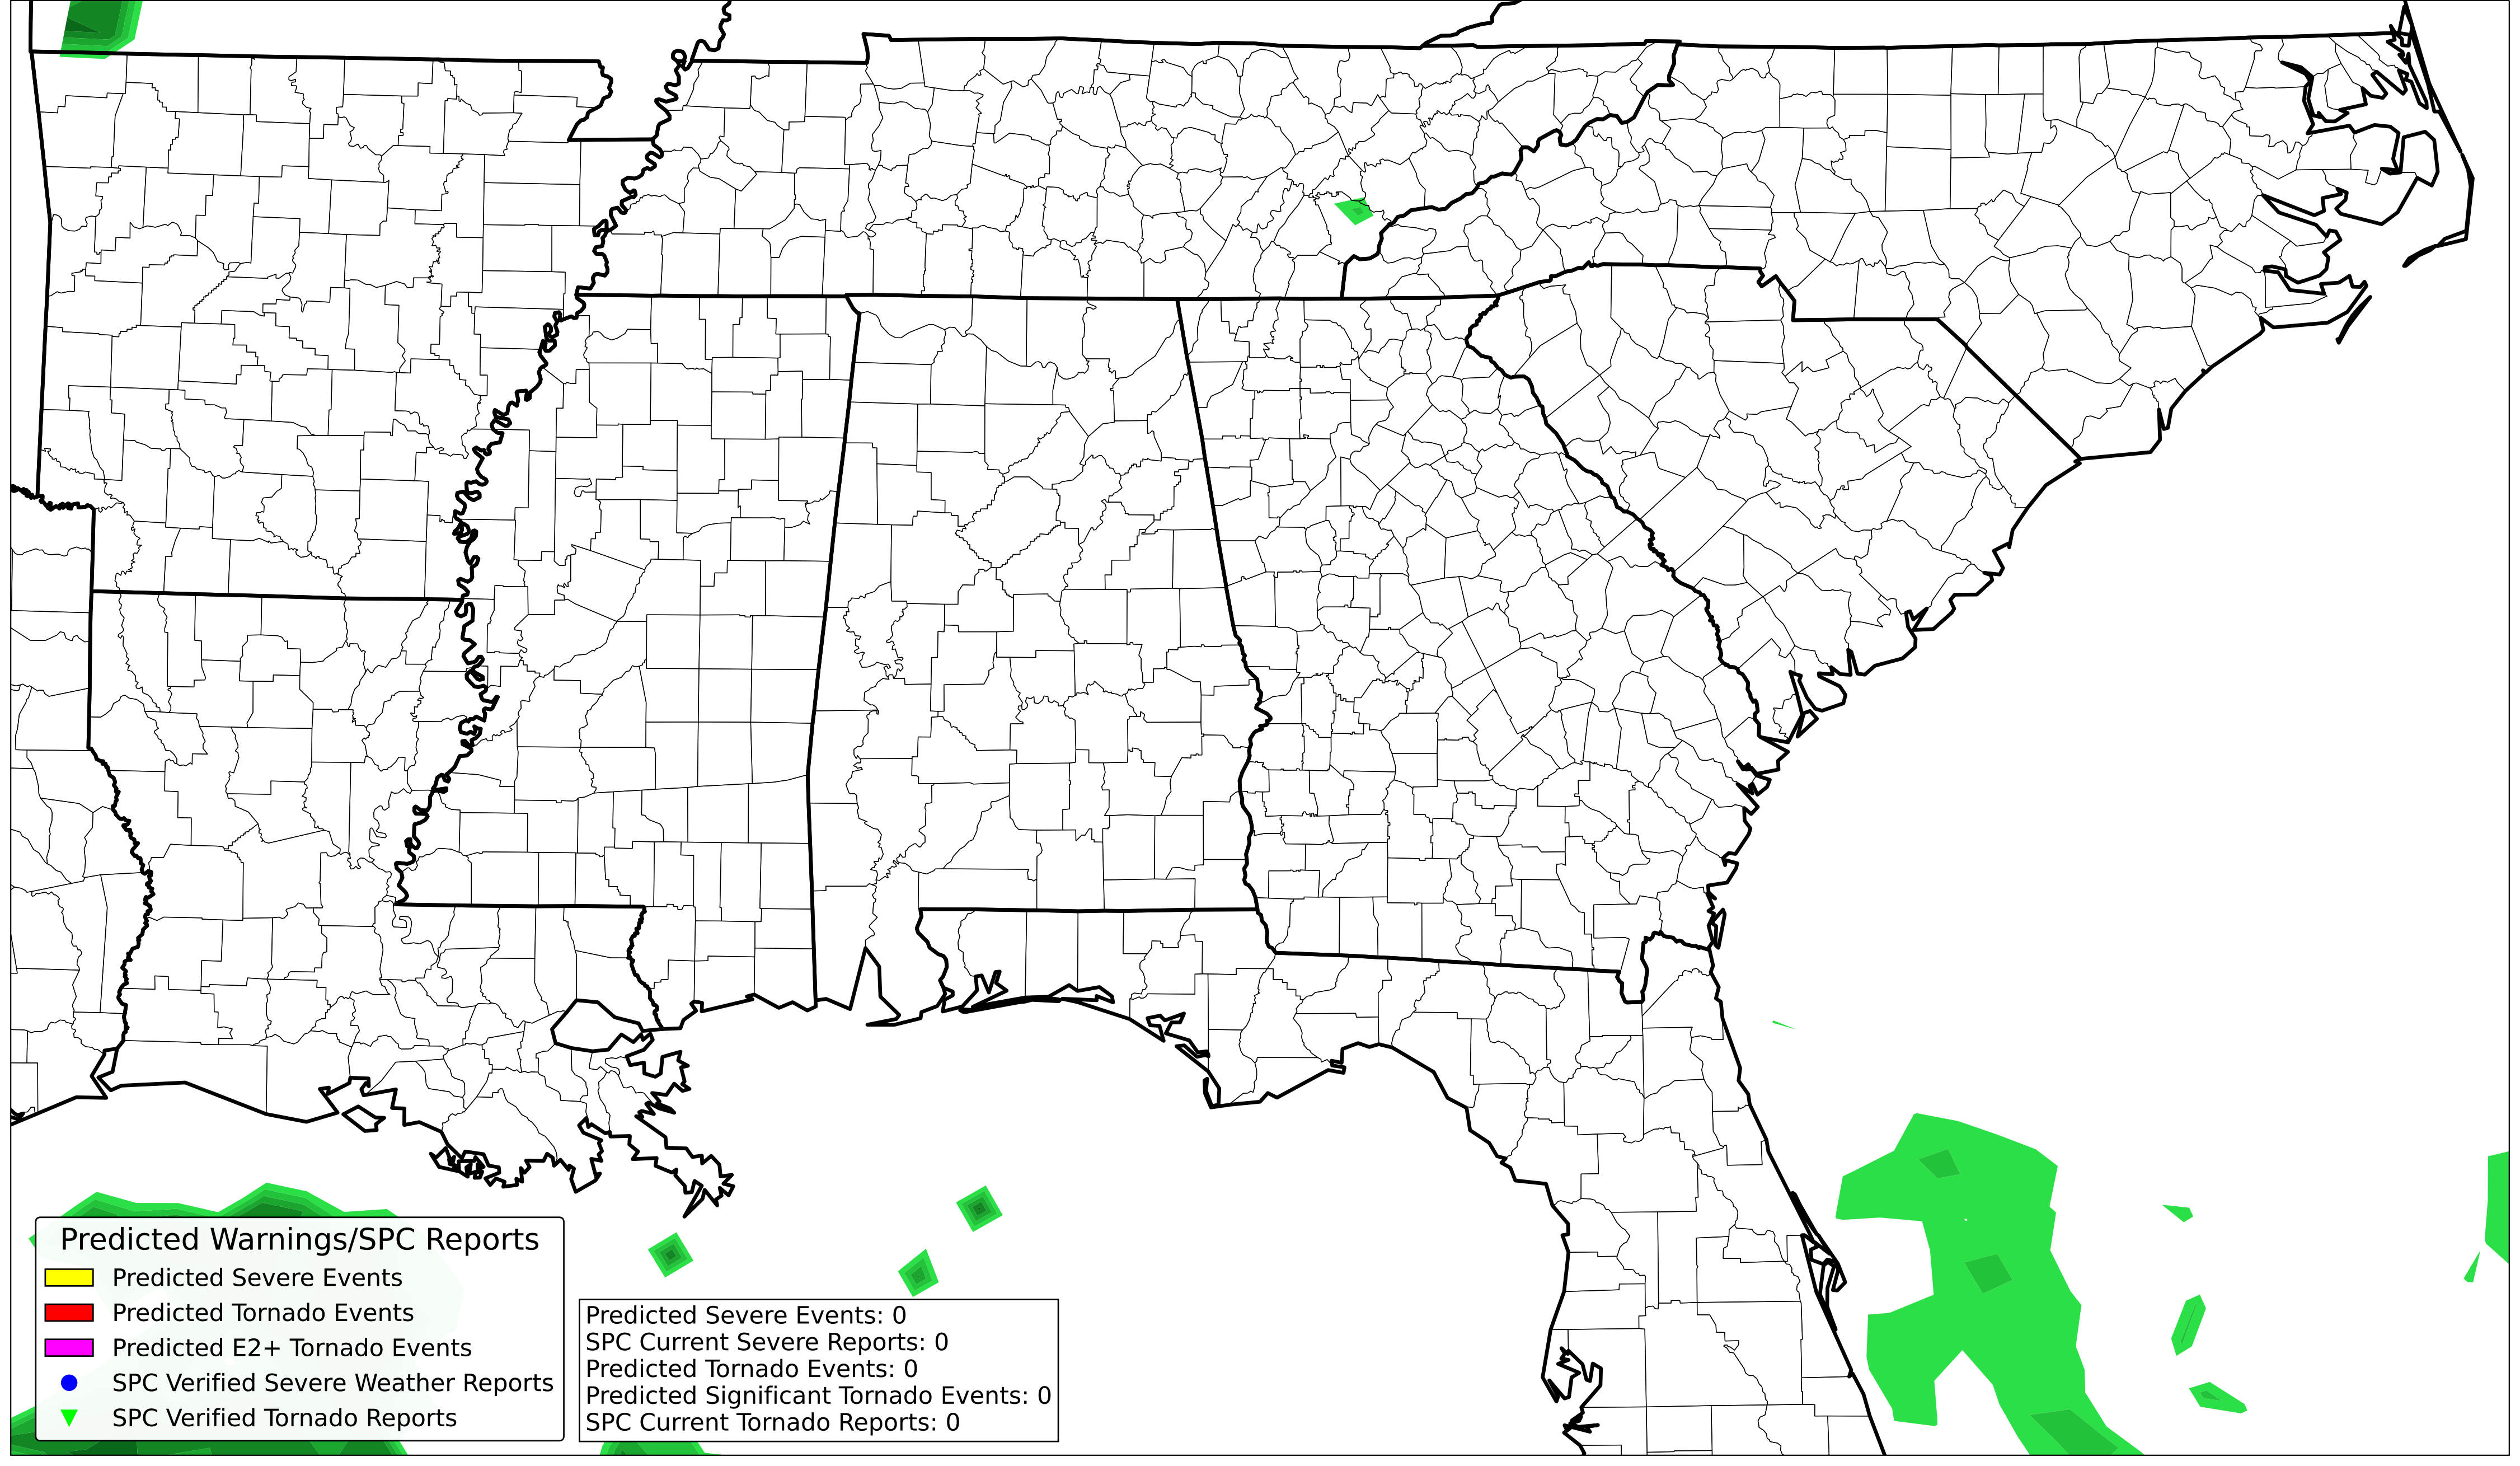 Predicted Warnings/SPC Reports
Predicted Severe Events
Predicted Tornado Events
Predicted E2+ Tornado Events
SPC Verified Severe Weather Reports
SPC Verified Tornado Reports
Predicted Severe Events: 0
SPC Current Severe Reports: 0
Predicted Tornado Events: 0
Predicted Significant Tornado Events: 0
SPC Current Tornado Reports: 0